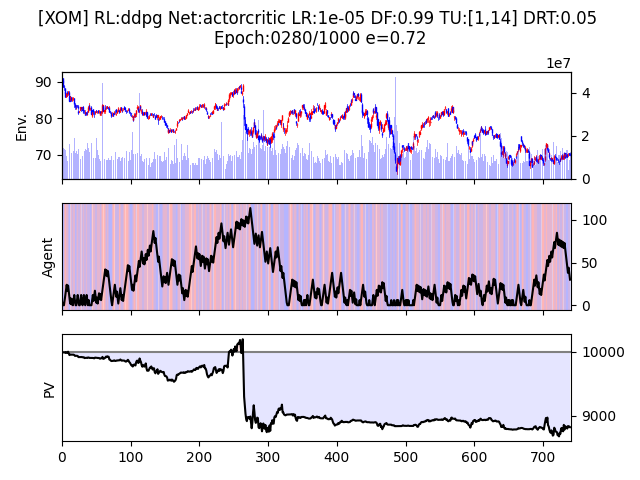 [XOM] RL:ddpg Net:actorcritic LR:1e-05 DF:0.99 TU:[1,14] DRT:0.05
Epoch:0280/1000 e=0.72
1e7
90
80
70
Env.
4
2
0
Agent
100
50
0
PV
10000
9000
0 100 200 300 400 500 600 700